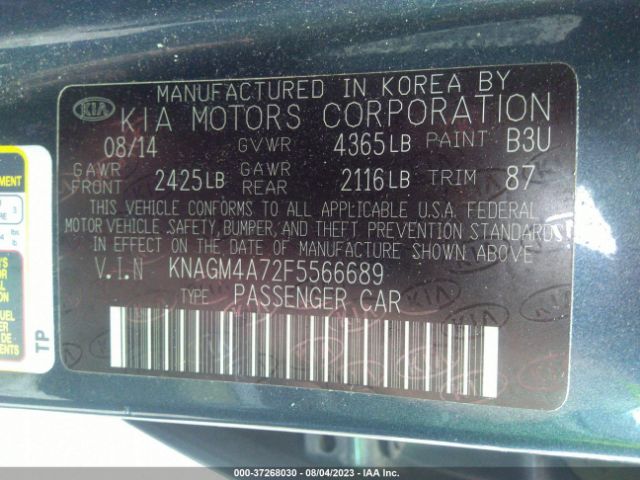 MANUFACTURED IN KOREA BY
KIA KIA MOTORS CORPORATION
08/14 GVWR 4365LB PAINT B3U
GAWR FRONT 2425LB GAWR REAR 2116LB TRIM 87
THIS VEHICLE CONFORMS TO ALL APPLICABLE U.S.A. FEDERAL
MOTOR VEHICLE SAFETY, BUMPER, AND THEFT PREVENTION STANDARDS
IN EFFECT ON THE DATE OF MANUFACTURE SHOWN ABOVE
V.I.N KNAGM4A72F5566689
TYPE PASSENGER CAR
TP
000-37268030 - 08/04/2023 - IAA Inc.